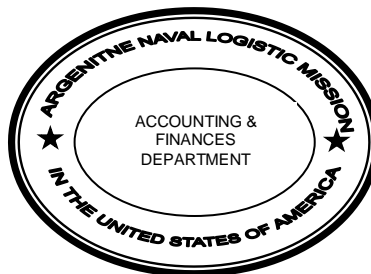 ARGENITNE NAVAL LOGISTIC MISSION
ACCOUNTING &
FINANCES
DEPARTMENT
IN THE UNITED STATES OF AMERICA